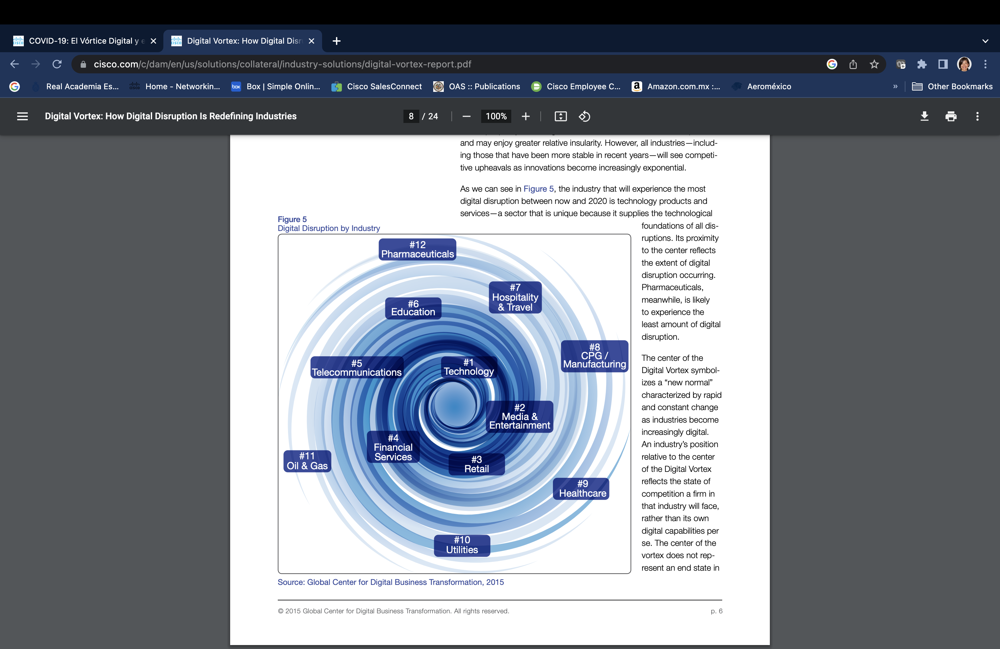 COVID-19: El Vórtice Digital y e
Digital Vortex: How Digital Disr
cisco.com/c/dam/en/us/solutions/collateral/industry-solutions/digital-vortex-report.pdf
Real Academia Es...
Home - Networkin...
box
Box | Simple Onlin...
Cisco SalesConnect
OAS :: Publications
Cisco Employee C...
Amazon.com.mx :...
Aeroméxico
»
Other Bookmarks
Digital Vortex: How Digital Disruption Is Redefining Industries
8 / 24
100%
and may enjoy greater relative insularity. However, all industries—includ-
ing those that have been more stable in recent years—will see competi-
tive upheavals as innovations become increasingly exponential.
As we can see in Figure 5, the industry that will experience the most
digital disruption between now and 2020 is technology products and
services—a sector that is unique because it supplies the technological
foundations of all dis-
ruptions. Its proximity
to the center reflects
the extent of digital
disruption occurring.
Pharmaceuticals,
meanwhile, is likely
to experience the
least amount of digital
disruption.
The center of the
Digital Vortex symbol-
izes a “new normal”
characterized by rapid
and constant change
as industries become
increasingly digital.
An industry’s position
relative to the center
of the Digital Vortex
reflects the state of
competition a firm in
that industry will face,
rather than its own
digital capabilities per
se. The center of the
vortex does not rep-
resent an end state in
Figure 5
Digital Disruption by Industry
#12
Pharmaceuticals
#7
Hospitality
& Travel
#6
Education
#8
CPG /
Manufacturing
#5
Telecommunications
#1
Technology
#2
Media &
Entertainment
#4
Financial
Services
#11
Oil & Gas
#3
Retail
#9
Healthcare
#10
Utilities
Source: Global Center for Digital Business Transformation, 2015
© 2015 Global Center for Digital Business Transformation. All rights reserved.
p. 6